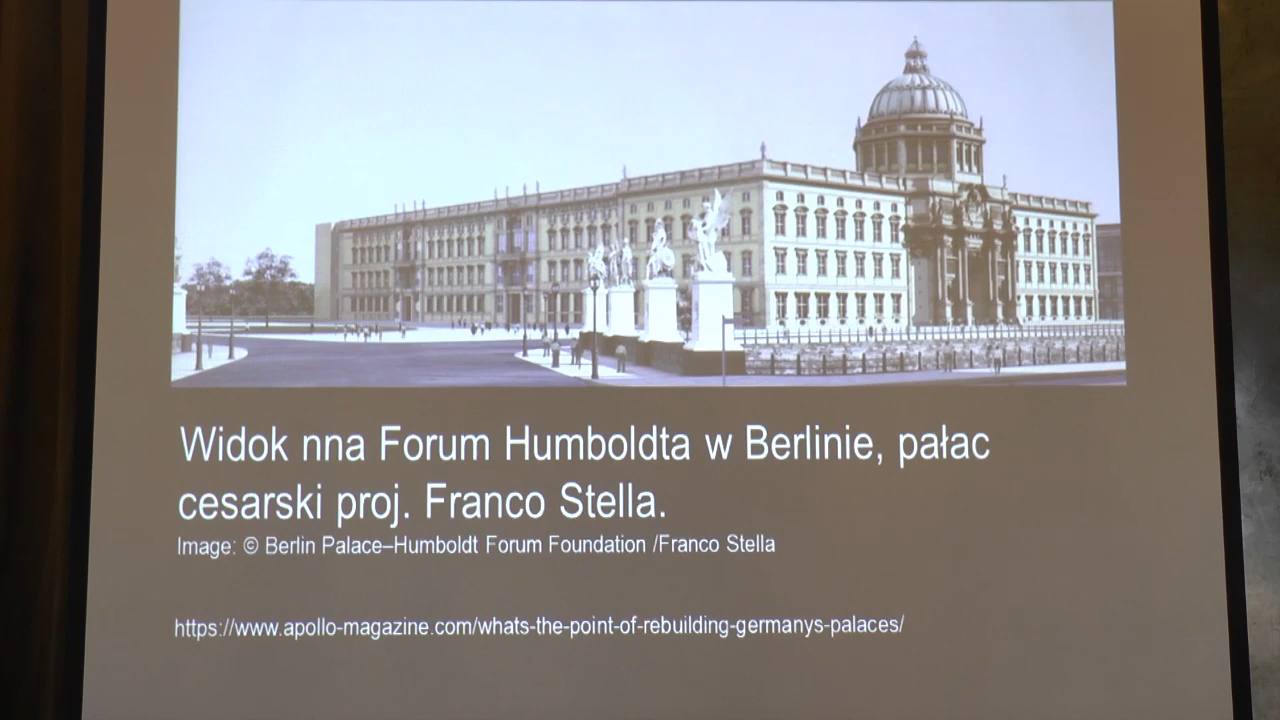 Widok nna Forum Humboldta w Berlinie, pałac
cesarski proj. Franco Stella.
Image: © Berlin Palace–Humboldt Forum Foundation /Franco Stella
https://www.apollo-magazine.com/whats-the-point-of-rebuilding-germanys-palaces/